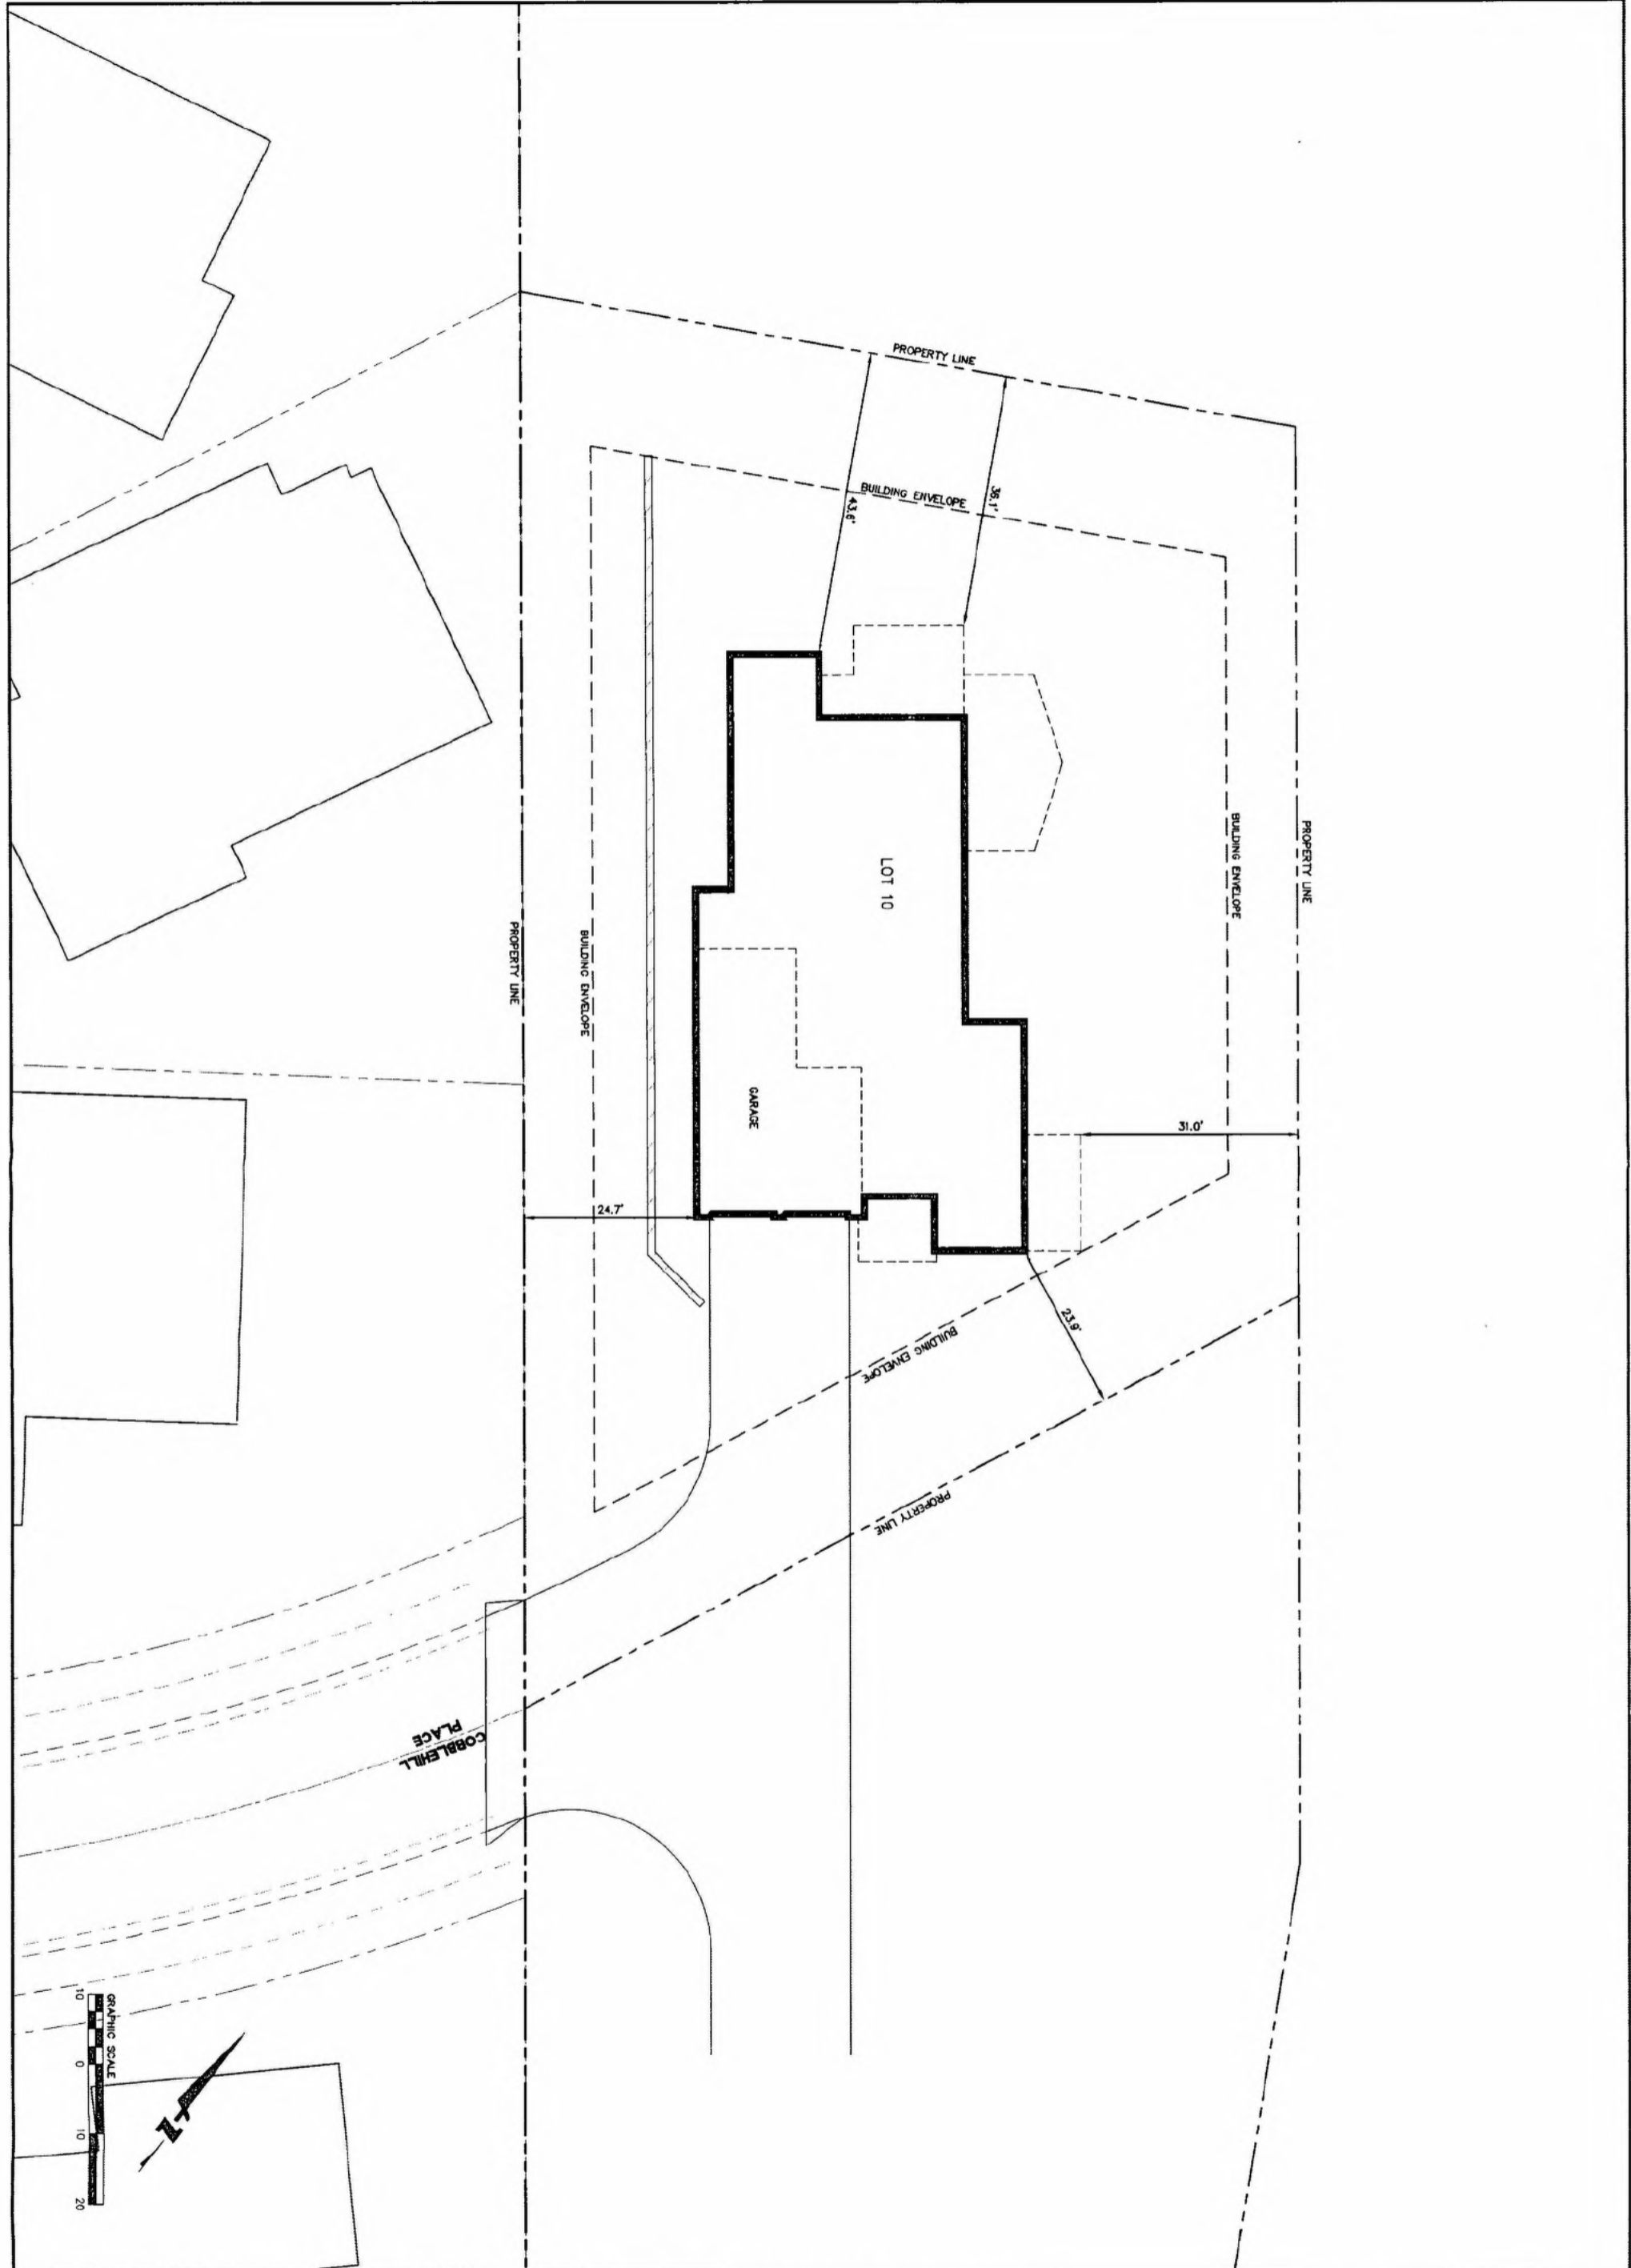 PROPERTY LINE
BUILDING ENVELOPE
36.1'
43.6'
BUILDING ENVELOPE
PROPERTY LINE
LOT 10
PROPERTY LINE
BUILDING ENVELOPE
GARAGE
31.0'
24.7'
23.9'
BUILDING ENVELOPE
PROPERTY LINE
COBBLEHILL
PLACE
GRAPHIC SCALE
10 0 10 20
N